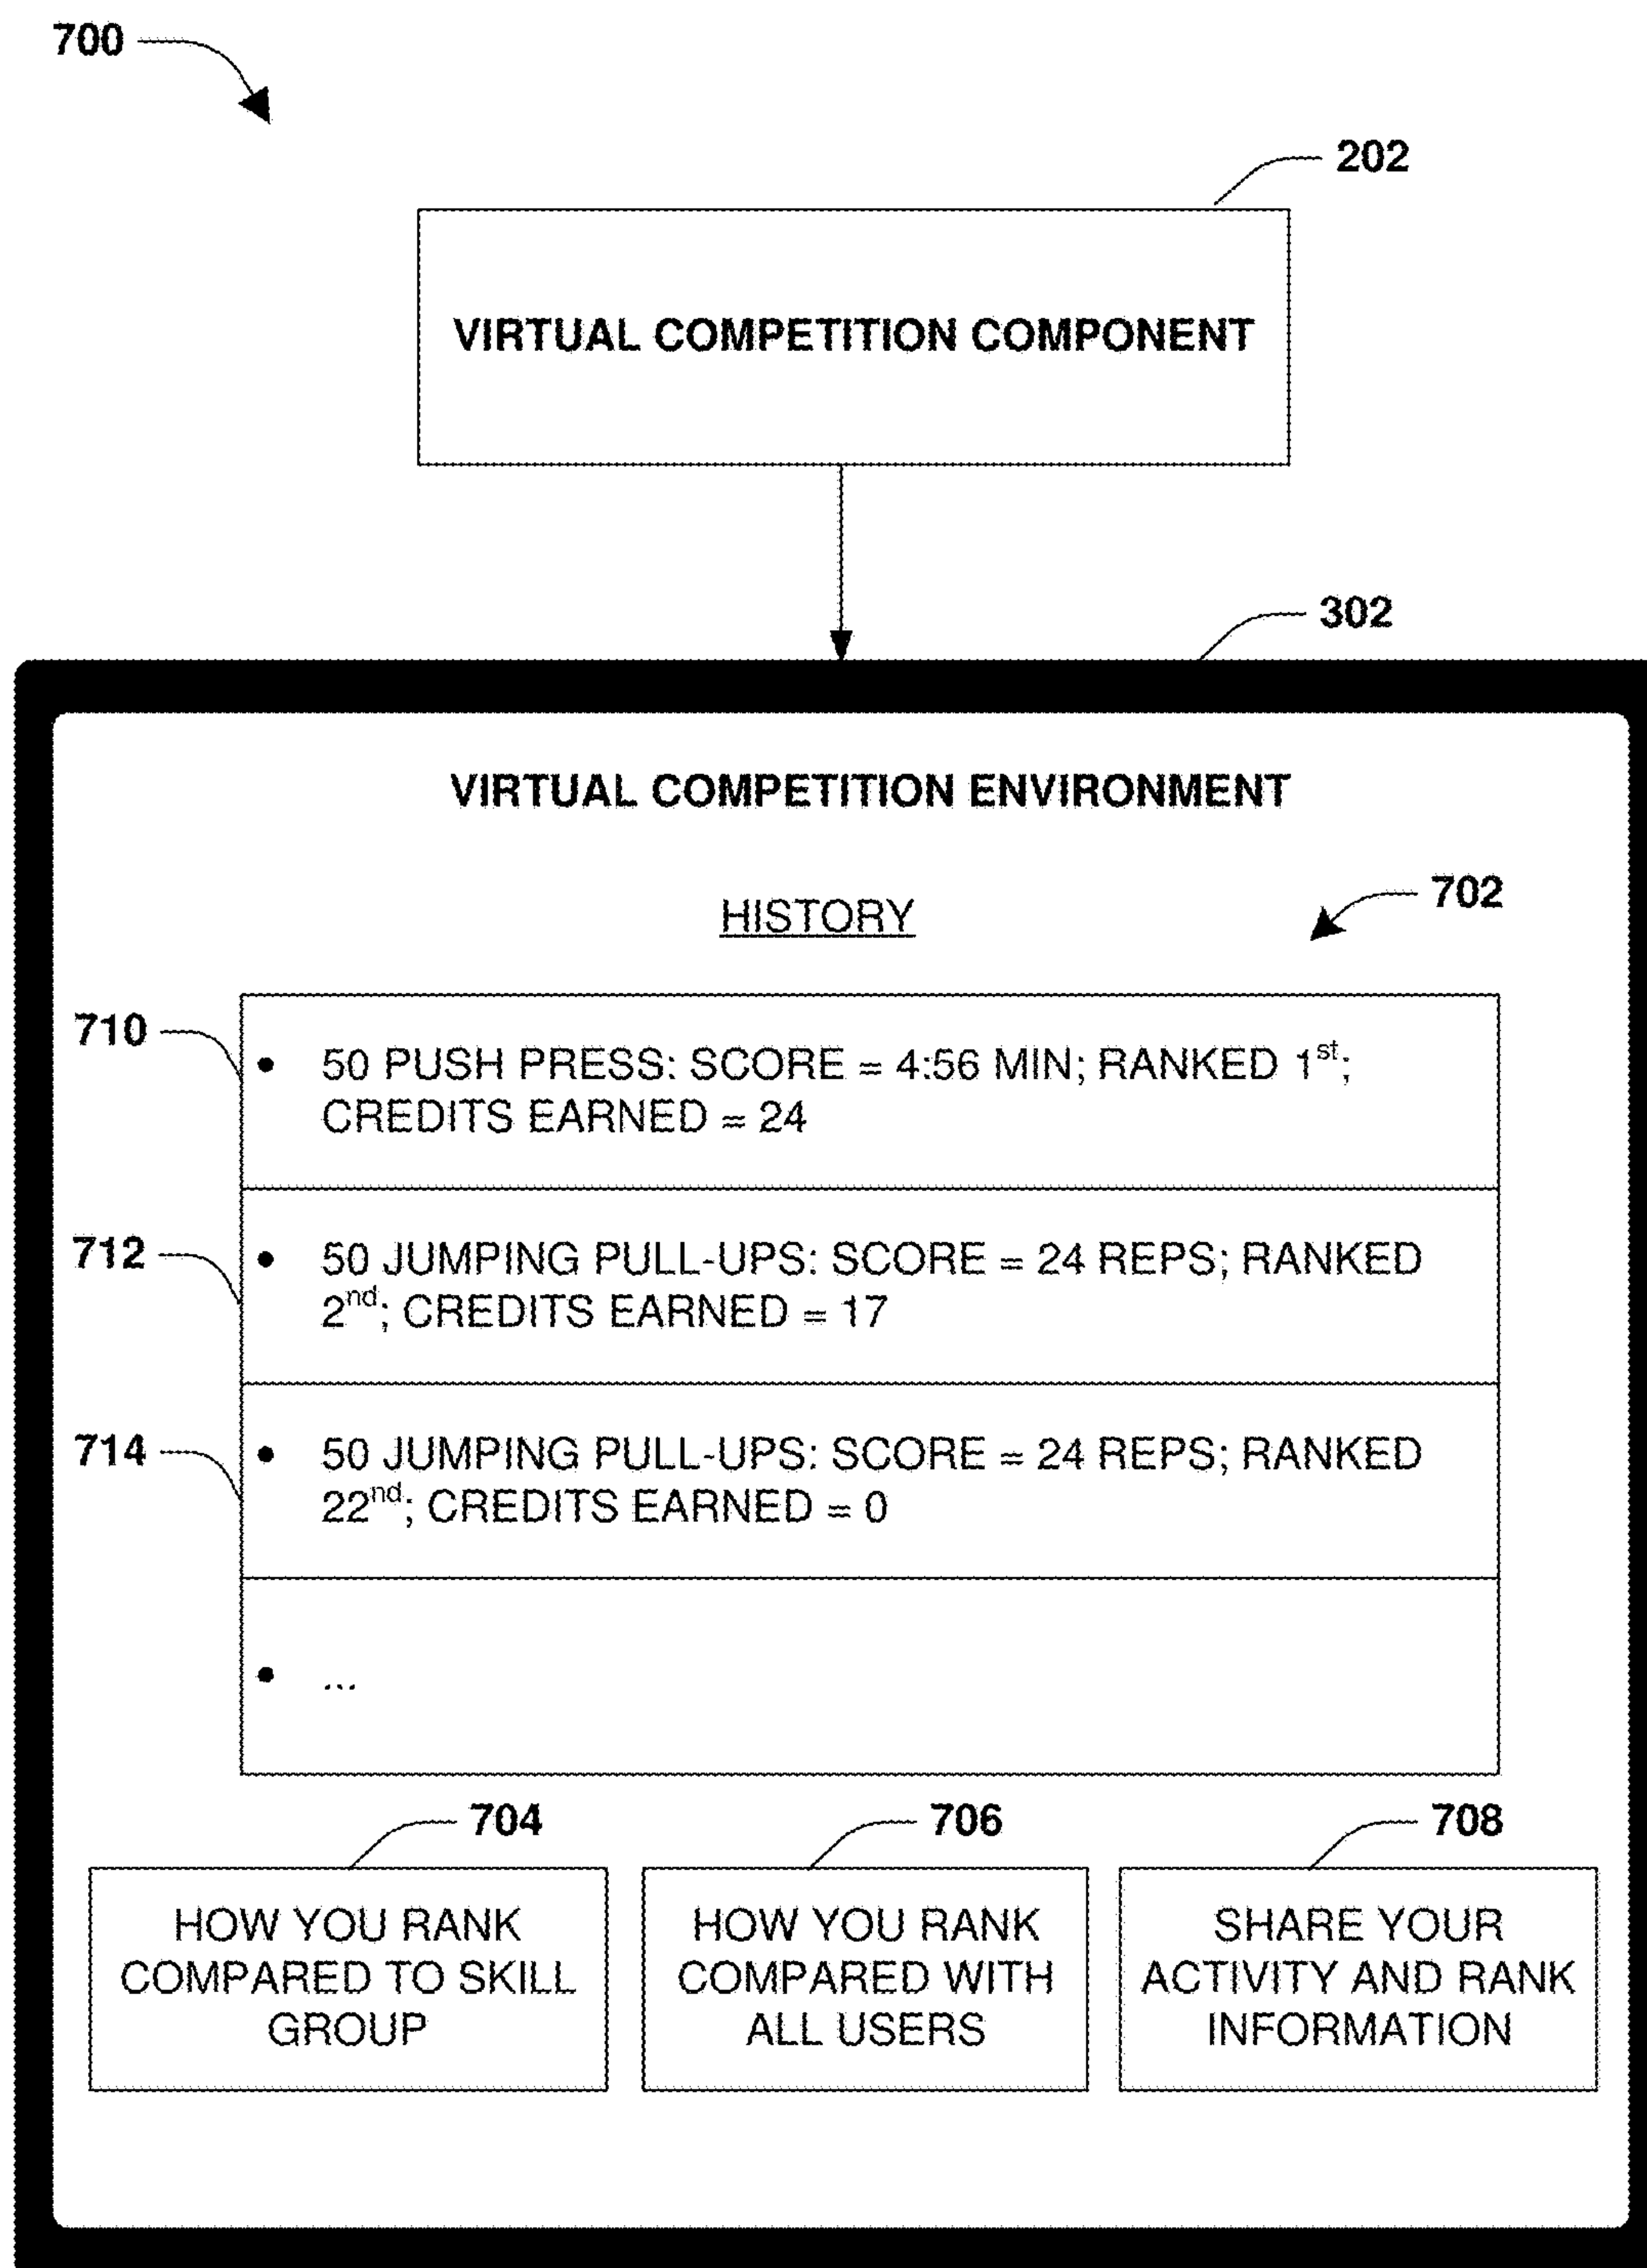 700
202
VIRTUAL COMPETITION COMPONENT
302
VIRTUAL COMPETITION ENVIRONMENT
HISTORY
702
710
• 50 PUSH PRESS: SCORE = 4:56 MIN; RANKED 1st;
CREDITS EARNED = 24
712
• 50 JUMPING PULL-UPS: SCORE = 24 REPS; RANKED
2nd; CREDITS EARNED = 17
714
• 50 JUMPING PULL-UPS: SCORE = 24 REPS; RANKED
22nd; CREDITS EARNED = 0
• ...
704
HOW YOU RANK
COMPARED TO SKILL
GROUP
706
HOW YOU RANK
COMPARED WITH
ALL USERS
708
SHARE YOUR
ACTIVITY AND RANK
INFORMATION